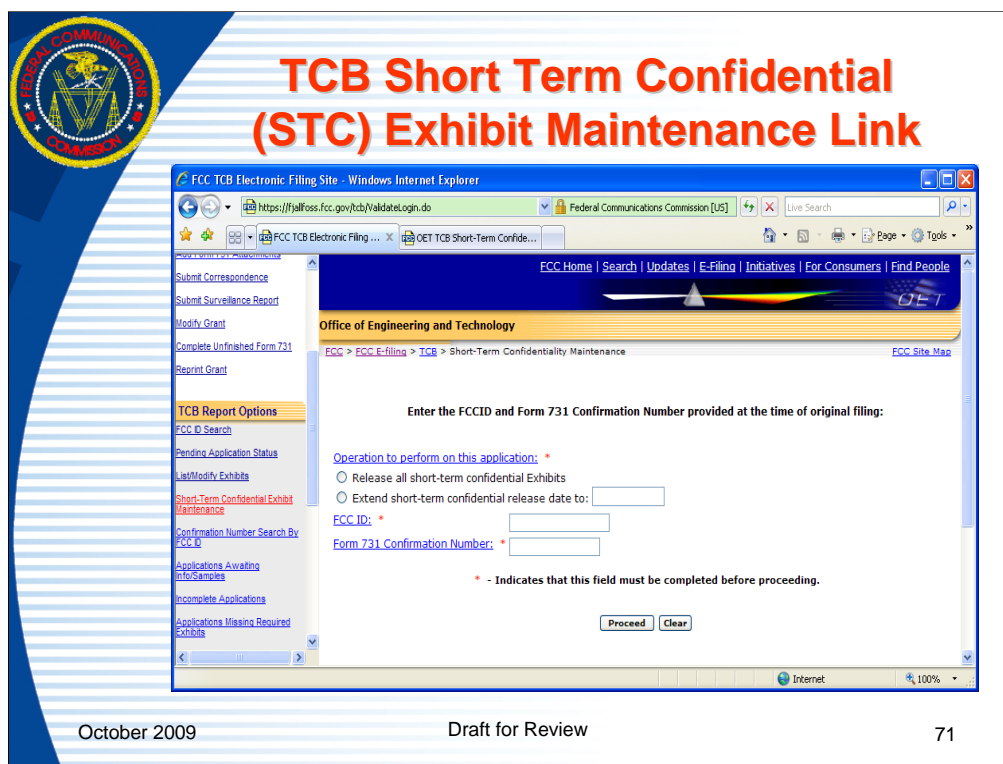 FEDERAL COMMUNICATIONS COMMISSION
TCB Short Term Confidential
(STC) Exhibit Maintenance Link
FCC TCB Electronic Filing Site - Windows Internet Explorer
https://fjallfoss.fcc.gov/tcb/ValidateLogin.do
Federal Communications Commission [US]
Live Search
FCC TCB Electronic Filing ...
OET TCB Short-Term Confide...
Page
Tools
Add Form 731 Attachments
Submit Correspondence
Submit Surveillance Report
Modify Grant
Complete Unfinished Form 731
Reprint Grant
TCB Report Options
FCC ID Search
Pending Application Status
List/Modify Exhibits
Short-Term Confidential Exhibit
Maintenance
Confirmation Number Search By
FCC ID
Applications Awaiting
Info/Samples
Incomplete Applications
Applications Missing Required
Exhibits
FCC Home | Search | Updates | E-Filing | Initiatives | For Consumers | Find People
OET
Office of Engineering and Technology
FCC > FCC E-filing > TCB > Short-Term Confidentiality Maintenance
FCC Site Map
Enter the FCCID and Form 731 Confirmation Number provided at the time of original filing:
Operation to perform on this application: *
Release all short-term confidential Exhibits
Extend short-term confidential release date to:
FCC ID: *
Form 731 Confirmation Number: *
* - Indicates that this field must be completed before proceeding.
Proceed
Clear
Internet
100%
October 2009
Draft for Review
71